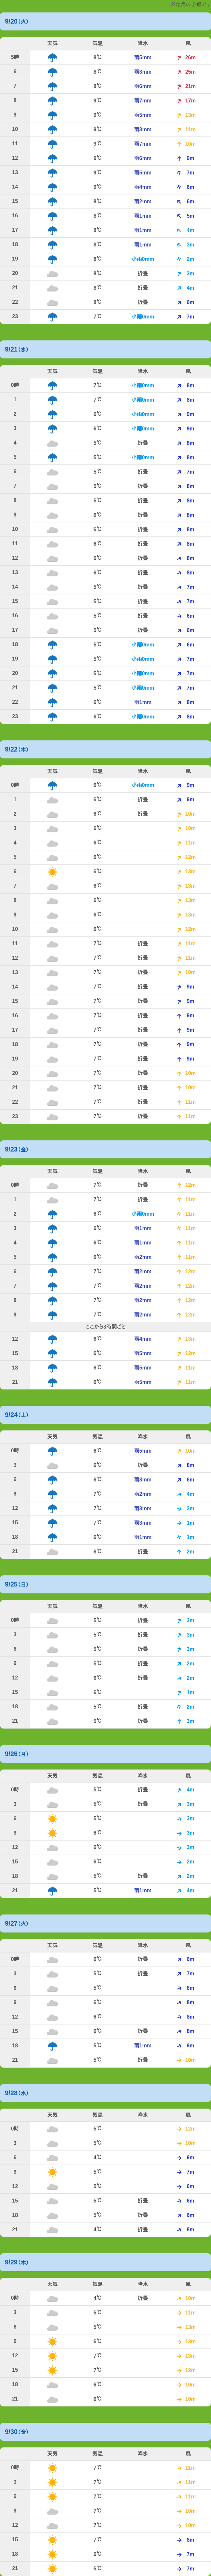 9/20(火)
天気 気温 降水 風
5時 8℃ 雨5mm 26m
6 8℃ 雨3mm 25m
7 8℃ 雨6mm 21m
8 9℃ 雨7mm 17m
9 9℃ 雨5mm 13m
10 9℃ 雨3mm 11m
11 9℃ 雨7mm 10m
12 9℃ 雨6mm 9m
13 9℃ 雨5mm 7m
14 9℃ 雨4mm 6m
15 8℃ 雨2mm 6m
16 8℃ 雨1mm 5m
17 8℃ 雨1mm 4m
18 8℃ 雨1mm 3m
19 8℃ 小雨0mm 2m
20 8℃ 折畳 3m
21 8℃ 折畳 4m
22 8℃ 折畳 6m
23 7℃ 小雨0mm 7m
9/21(水)
天気 気温 降水 風
0時 7℃ 小雨0mm 8m
1 7℃ 小雨0mm 8m
2 6℃ 小雨0mm 9m
3 6℃ 小雨0mm 9m
4 5℃ 折畳 8m
5 5℃ 小雨0mm 8m
6 5℃ 折畳 7m
7 5℃ 折畳 8m
8 5℃ 折畳 8m
9 6℃ 折畳 8m
10 6℃ 折畳 8m
11 6℃ 折畳 8m
12 6℃ 折畳 8m
13 6℃ 折畳 8m
14 5℃ 折畳 7m
15 5℃ 折畳 7m
16 5℃ 折畳 6m
17 5℃ 折畳 6m
18 5℃ 小雨0mm 6m
19 5℃ 小雨0mm 7m
20 5℃ 小雨0mm 7m
21 5℃ 小雨0mm 7m
22 6℃ 雨1mm 8m
23 6℃ 小雨0mm 8m
9/22(木)
天気 気温 降水 風
0時 6℃ 小雨0mm 9m
1 6℃ 折畳 9m
2 6℃ 折畳 10m
3 6℃ 10m
4 6℃ 11m
5 6℃ 12m
6 6℃ 13m
7 6℃ 13m
8 6℃ 13m
9 6℃ 13m
10 6℃ 12m
11 7℃ 折畳 11m
12 7℃ 折畳 11m
13 7℃ 折畳 10m
14 7℃ 折畳 9m
15 7℃ 折畳 9m
16 7℃ 折畳 9m
17 7℃ 折畳 9m
18 7℃ 折畳 9m
19 7℃ 折畳 9m
20 7℃ 折畳 10m
21 7℃ 折畳 10m
22 7℃ 折畳 11m
23 7℃ 折畳 11m
9/23(金)
天気 気温 降水 風
0時 7℃ 折畳 12m
1 7℃ 折畳 11m
2 6℃ 小雨0mm 11m
3 6℃ 雨1mm 11m
4 6℃ 雨1mm 11m
5 6℃ 雨2mm 11m
6 7℃ 雨2mm 12m
7 7℃ 雨2mm 12m
8 7℃ 雨2mm 12m
9 7℃ 雨2mm 12m
ここから3時間ごと
12 8℃ 雨4mm 13m
15 6℃ 雨5mm 12m
18 6℃ 雨5mm 11m
21 6℃ 雨5mm 11m
9/24(土)
天気 気温 降水 風
0時 8℃ 雨5mm 10m
3 6℃ 折畳 8m
6 6℃ 雨3mm 6m
9 7℃ 雨2mm 4m
12 7℃ 雨3mm 2m
15 7℃ 雨3mm 1m
18 6℃ 雨1mm 1m
21 6℃ 折畳 2m
9/25(日)
天気 気温 降水 風
0時 5℃ 折畳 3m
3 5℃ 折畳 3m
6 5℃ 折畳 3m
9 5℃ 折畳 2m
12 6℃ 折畳 2m
15 6℃ 1m
18 5℃ 折畳 2m
21 5℃ 折畳 3m
9/26(月)
天気 気温 降水 風
0時 5℃ 折畳 4m
3 5℃ 折畳 3m
6 5℃ 3m
9 6℃ 3m
12 6℃ 3m
15 6℃ 2m
18 5℃ 折畳 2m
21 5℃ 雨1mm 4m
9/27(火)
天気 気温 降水 風
0時 6℃ 折畳 6m
3 5℃ 折畳 7m
6 5℃ 8m
9 6℃ 8m
12 6℃ 8m
15 6℃ 折畳 8m
18 5℃ 雨1mm 9m
21 5℃ 折畳 10m
9/28(水)
天気 気温 降水 風
0時 5℃ 12m
3 5℃ 10m
6 4℃ 9m
9 5℃ 7m
12 5℃ 6m
15 5℃ 折畳 6m
18 5℃ 折畳 6m
21 4℃ 折畳 8m
9/29(木)
天気 気温 降水 風
0時 4℃ 折畳 10m
3 5℃ 11m
6 5℃ 13m
9 6℃ 13m
12 7℃ 13m
15 7℃ 12m
18 6℃ 10m
21 6℃ 10m
9/30(金)
天気 気温 降水 風
0時 7℃ 11m
3 7℃ 11m
6 7℃ 11m
9 7℃ 10m
12 7℃ 10m
15 7℃ 8m
18 6℃ 7m
21 5℃ 7m